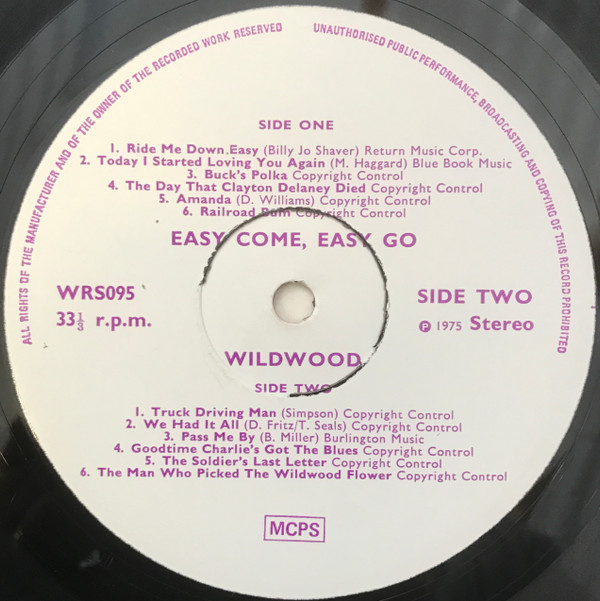 ALL RIGHTS OF THE MANUFACTURER AND OF THE OWNER OF THE RECORDED WORK RESERVED
UNAUTHORISED PUBLIC PERFORMANCE, BROADCASTING AND COPYING OF THIS RECORD PROHIBITED
SIDE ONE
1. Ride Me Down Easy (Billy Jo Shaver) Return Music Corp.
2. Today I Started Loving You Again (M. Haggard) Blue Book Music
3. Buck's Polka Copyright Control
4. The Day That Clayton Delaney Died Copyright Control
5. Amanda (D. Williams) Copyright Control
6. Railroad Bum Copyright Control
EASY COME, EASY GO
WRS095
33⅓ r.p.m.
SIDE TWO
℗ 1975 Stereo
WILDWOOD
SIDE TWO
1. Truck Driving Man (Simpson) Copyright Control
2. We Had It All (D. Fritz/T. Seals) Copyright Control
3. Pass Me By (B. Miller) Burlington Music
4. Goodtime Charlie's Got The Blues Copyright Control
5. The Soldier's Last Letter Copyright Control
6. The Man Who Picked The Wildwood Flower Copyright Control
MCPS